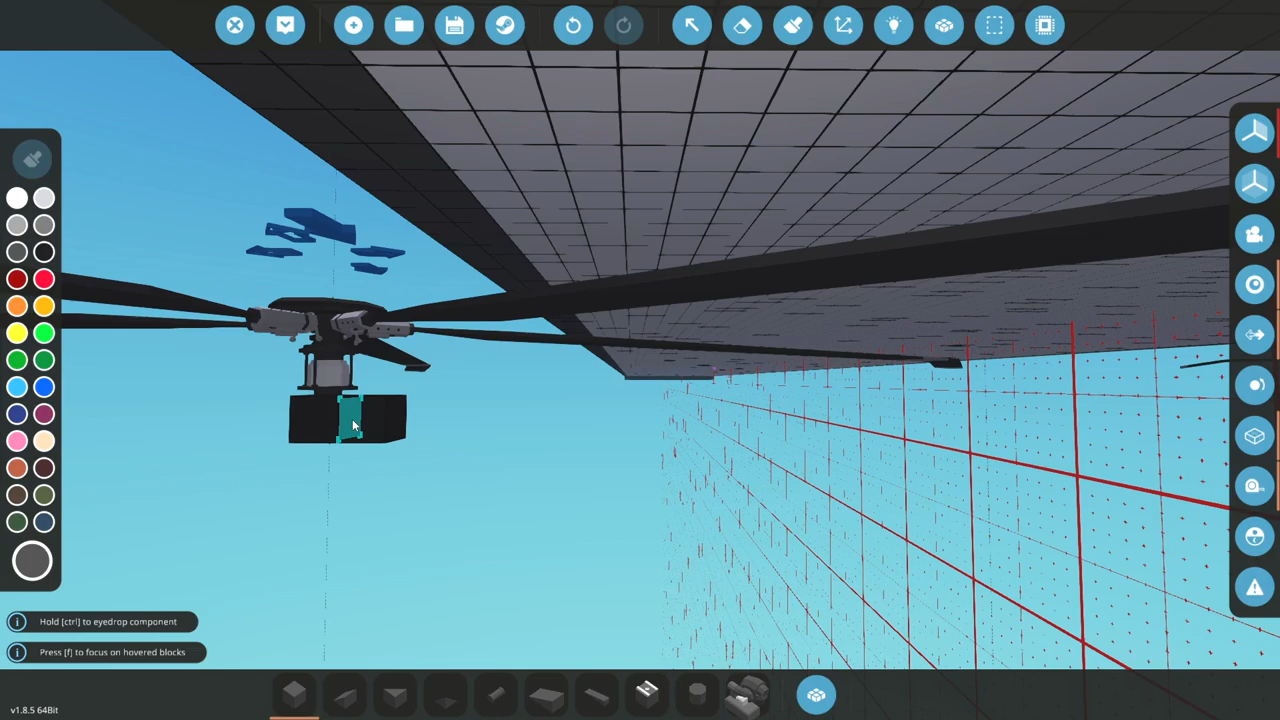 Hold [ctrl] to eyedrop component
Press [f] to focus on hovered blocks
v1.8.5 64Bit